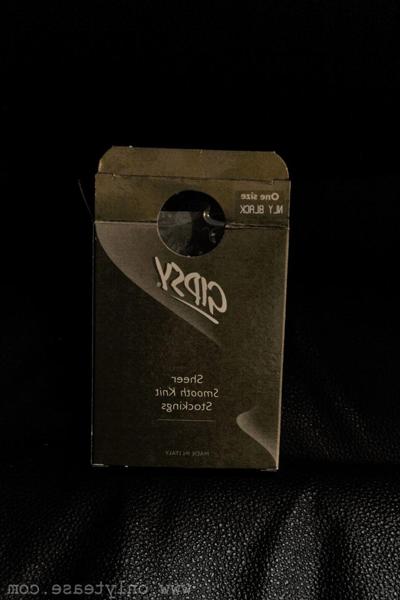 One size
NLY BLACK
GIPSY
Sheer
Smooth Knit
Stockings
MADE IN ITALY
www.onlytease.com